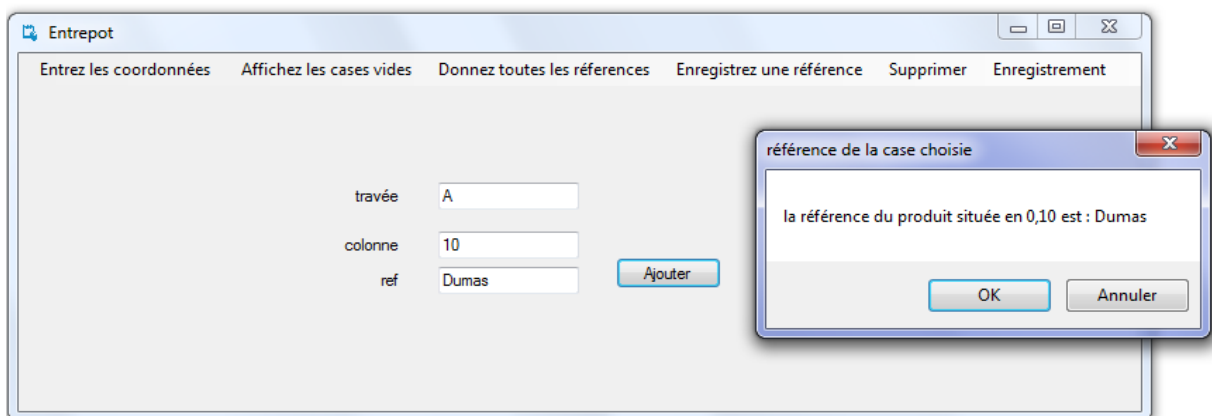 Entrepot
Entrez les coordonnées Affichez les cases vides Donnez toutes les réferences Enregistrez une référence Supprimer Enregistrement
référence de la case choisie
travée A
la référence du produit située en 0,10 est : Dumas
colonne 10
ref Dumas Ajouter
OK Annuler